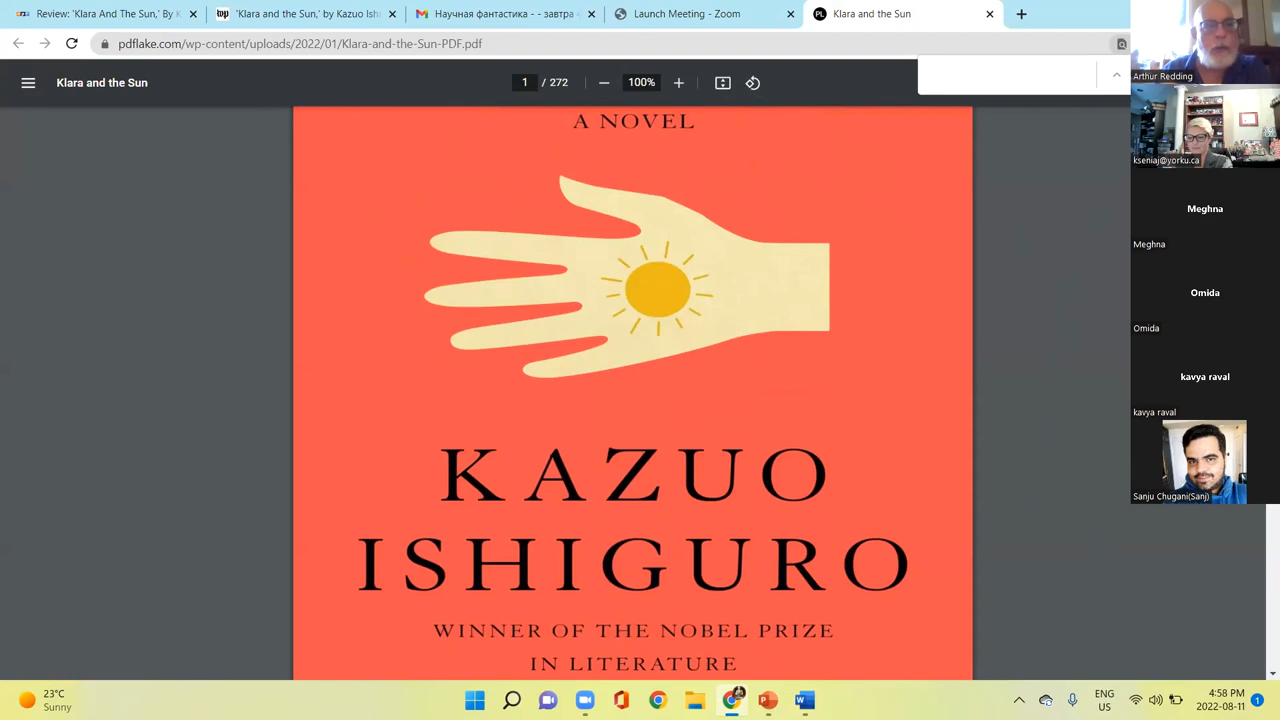 Review: 'Klara And The Sun,' By K
'Klara and the Sun,' by Kazuo Ish
Научная фантастика - - завтра
Launch Meeting - Zoom
Klara and the Sun
pdflake.com/wp-content/uploads/2022/01/Klara-and-the-Sun-PDF.pdf
Klara and the Sun
1 / 272
100%
A NOVEL
KAZUO
ISHIGURO
WINNER OF THE NOBEL PRIZE
IN LITERATURE
Arthur Redding
kseniaj@yorku.ca
Meghna
Meghna
Omida
Omida
kavya raval
kavya raval
Sanju Chugani(Sanj)
23°C
Sunny
ENG
US
4:58 PM
2022-08-11
1